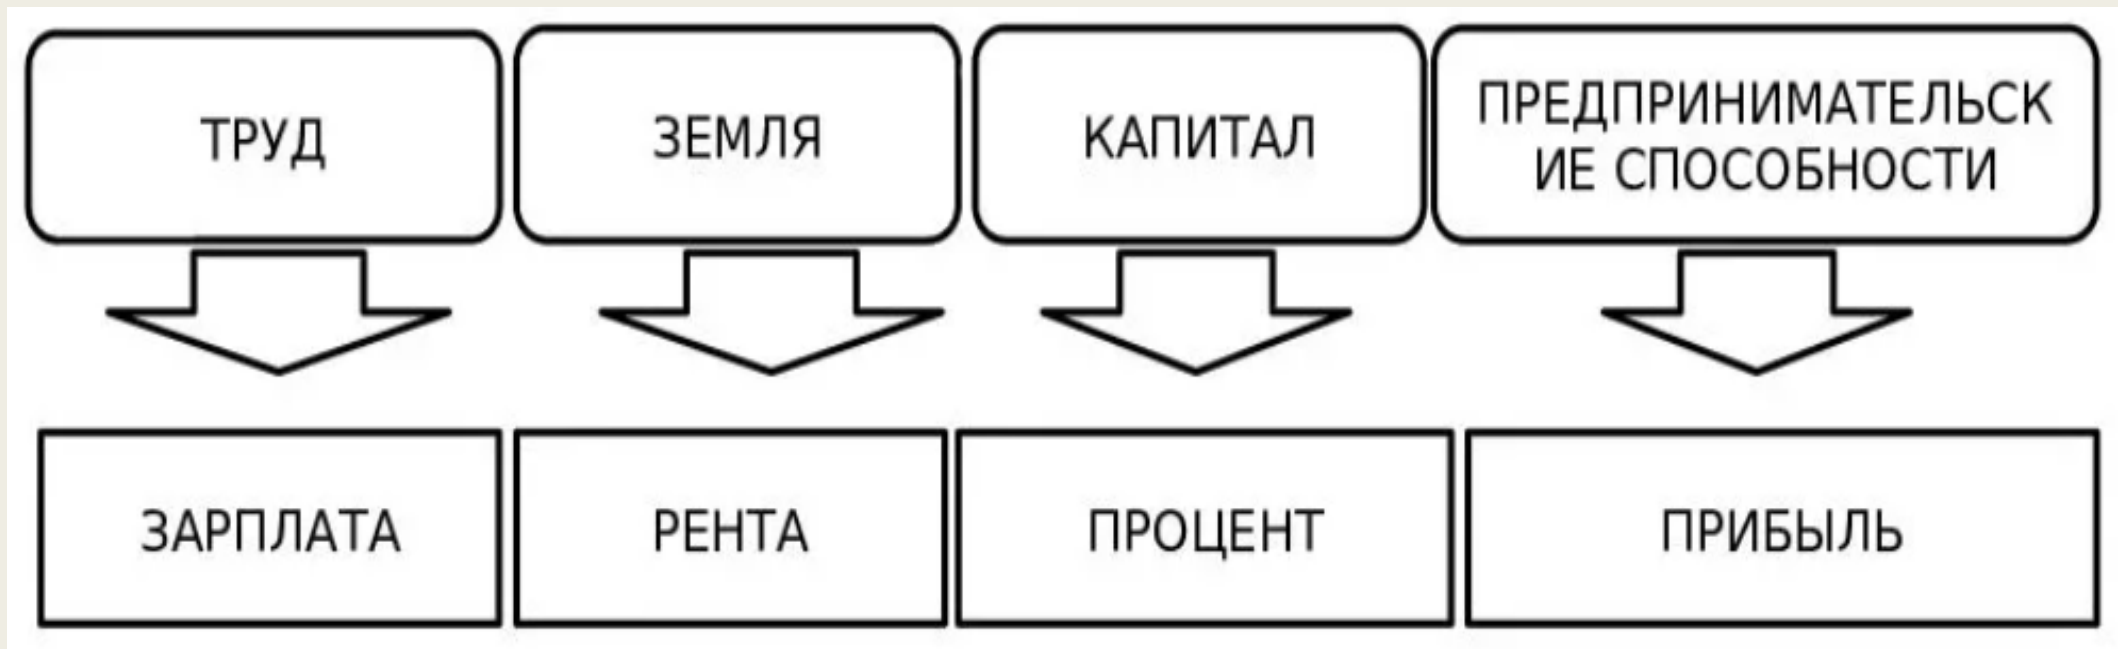 ТРУД
ЗЕМЛЯ
КАПИТАЛ
ПРЕДПРИНИМАТЕЛЬСК
ИЕ СПОСОБНОСТИ
ЗАРПЛАТА
РЕНТА
ПРОЦЕНТ
ПРИБЫЛЬ